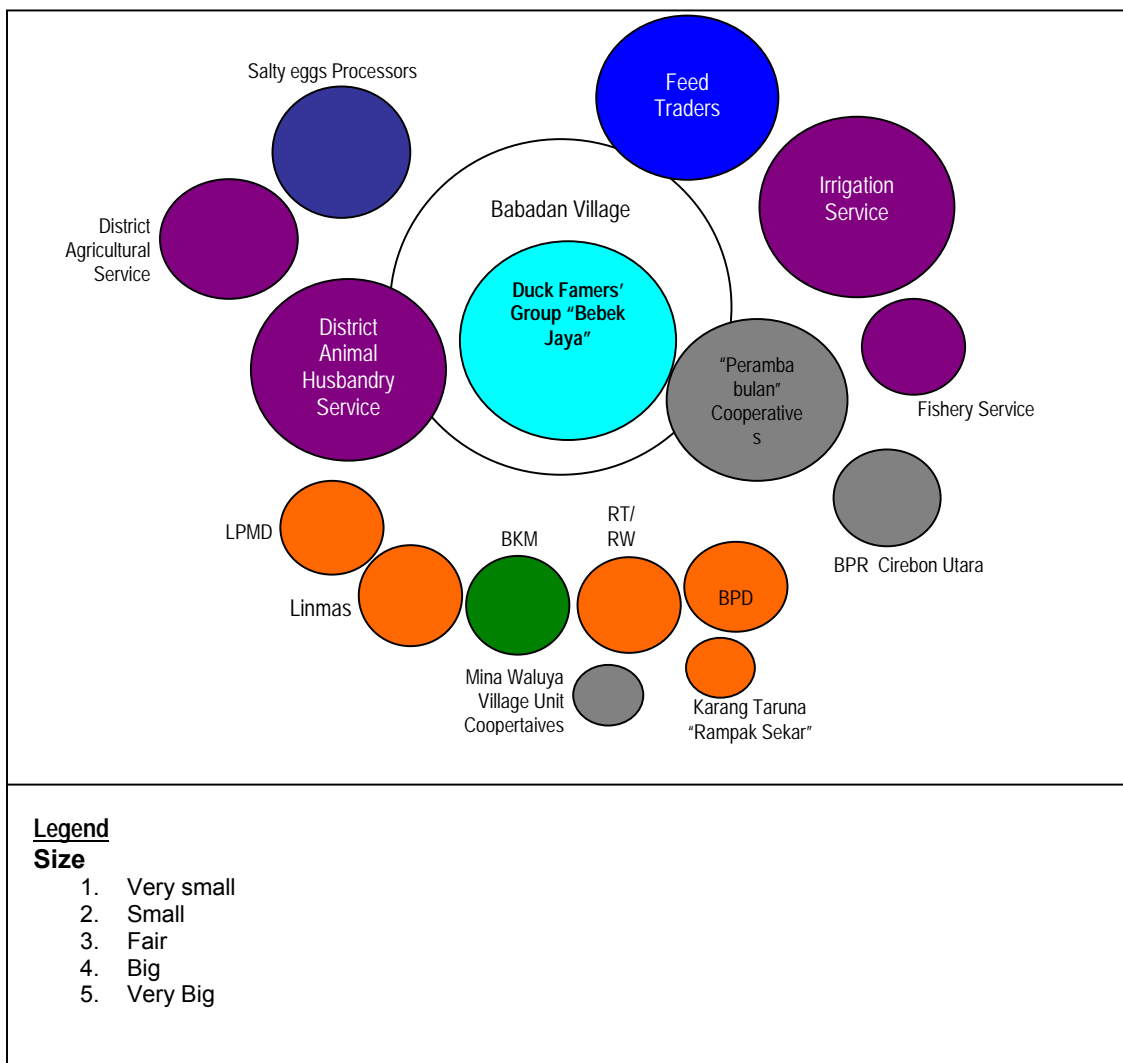 Salty eggs Processors
Feed
Traders
Irrigation
Service
Babadan Village
District
Agricultural
Service
Duck Famers’
Group “Bebek
Jaya”
District
Animal
Husbandry
Service
“Peramba
bulan”
Cooperative
s
Fishery Service
LPMD
BKM
RT/
RW
BPR Cirebon Utara
Linmas
BPD
Mina Waluya
Village Unit
Coopertaives
Karang Taruna
“Rampak Sekar”
Legend
Size
1. Very small
2. Small
3. Fair
4. Big
5. Very Big